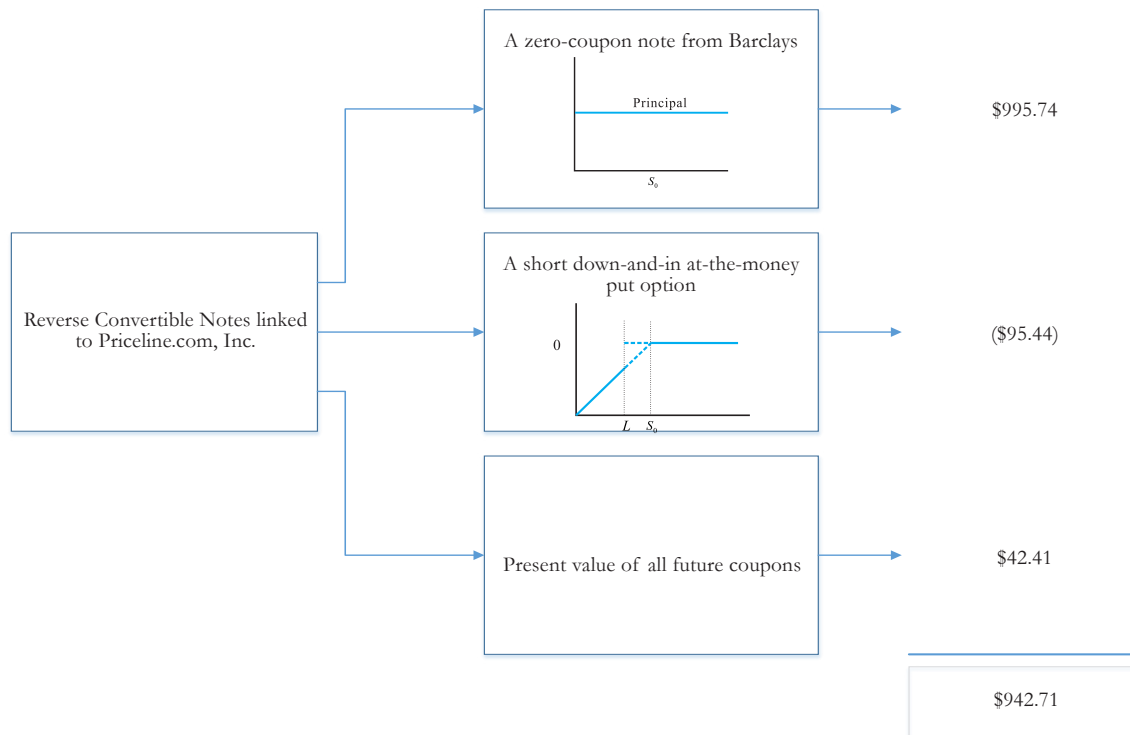 A zero-coupon note from Barclays
Principal
S₀
$995.74
Reverse Convertible Notes linked
to Priceline.com, Inc.
A short down-and-in at-the-money
put option
0
L S₀
($95.44)
Present value of all future coupons
$42.41
$942.71